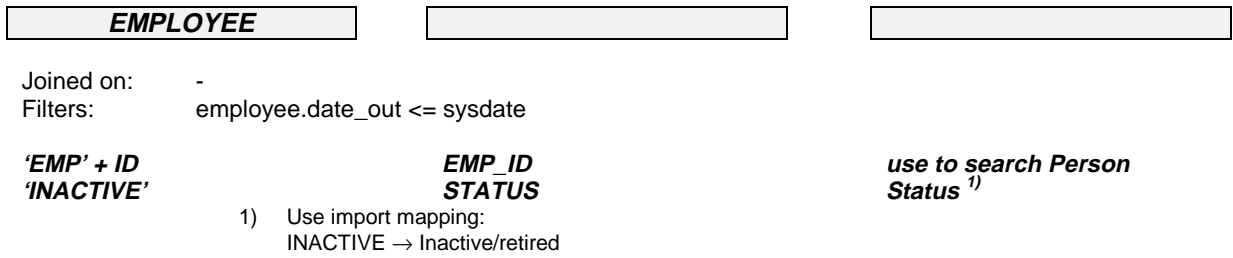 EMPLOYEE
Joined on: -
Filters: employee.date_out <= sysdate
‘EMP’ + ID EMP_ID use to search Person
‘INACTIVE’ STATUS Status 1)
1) Use import mapping:
INACTIVE → Inactive/retired